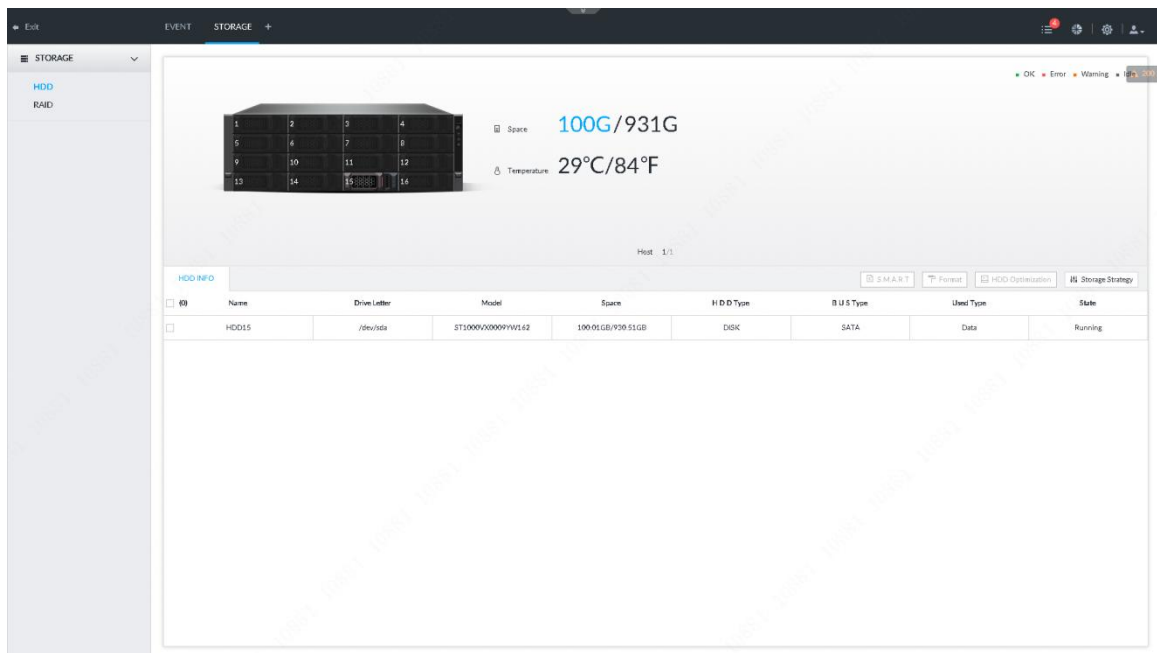 Exit EVENT STORAGE + 4
STORAGE
HDD
RAID
OK Error Warning
1 2 3 4
5 6 7 8
9 10 11 12
13 14 15 16
Space 100G/931G
Temperature 29°C/84°F
Host 1/1
HDD INFO S.M.A.R.T Format HDD Optimization Storage Strategy
(0) Name Drive Letter Model Space H D D Type B U S Type Used Type State
HDD15 /dev/sda ST1000VX0009YW162 100.01GB/930.51GB DISK SATA Data Running